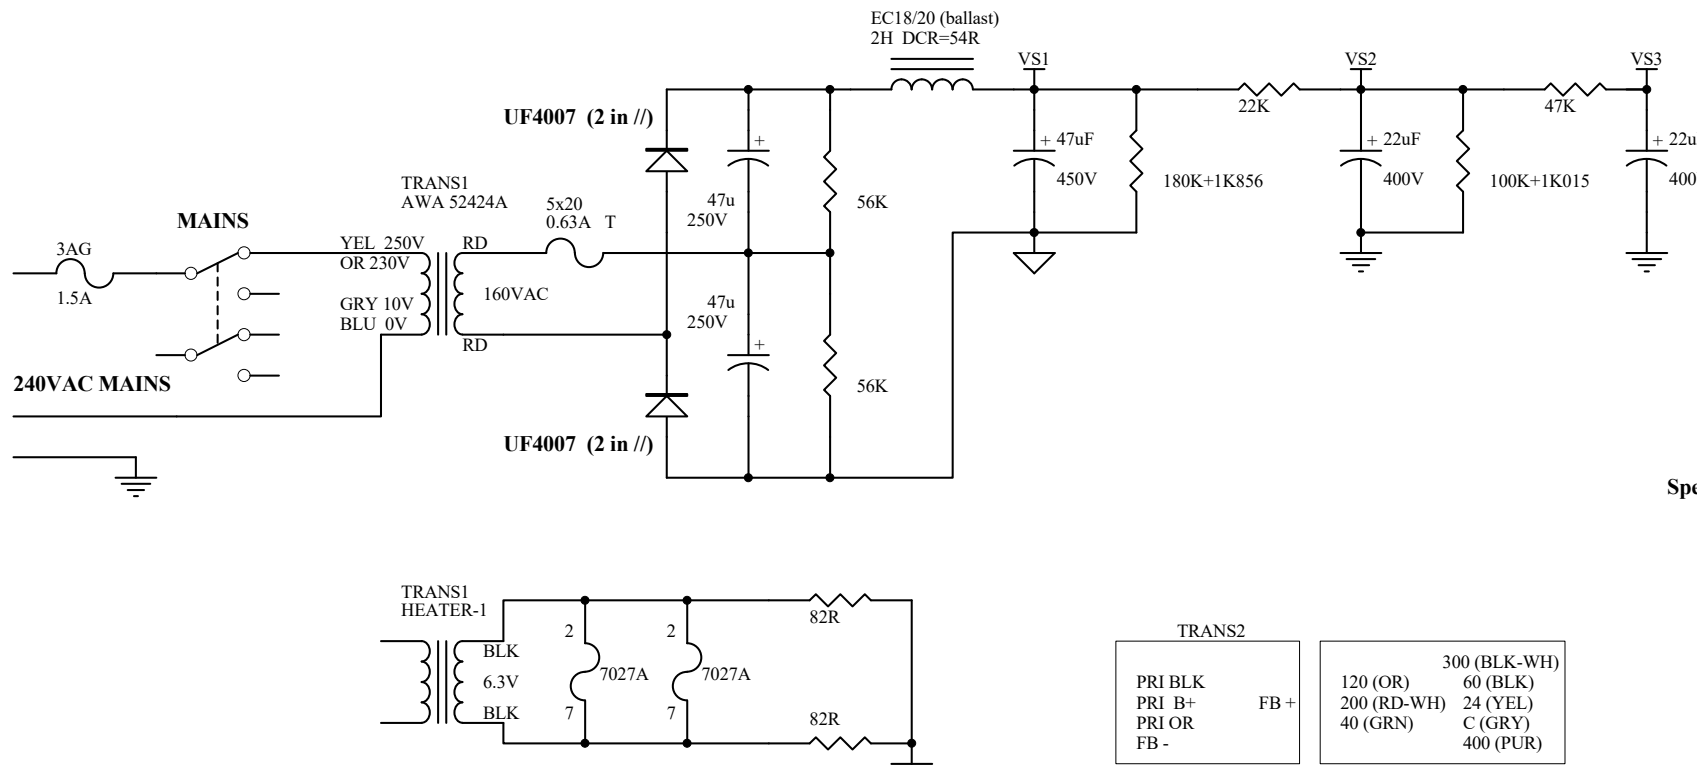 EC18/20 (ballast)
2H DCR=54R
VS1
VS2
VS3
UF4007 (2 in //)
22K
47K
+ 47uF
450V
180K+1K856
+ 22uF
400V
100K+1K015
+ 22u
400
TRANS1
AWA 52424A
+
47u
250V
56K
5x20
0.63A T
MAINS
3AG
1.5A
YEL 250V
OR 230V
GRY 10V
BLU 0V
RD
160VAC
RD
47u
250V
+
56K
240VAC MAINS
UF4007 (2 in //)
Spe
TRANS1
HEATER-1
BLK
6.3V
BLK
2
7027A
7
2
7027A
7
82R
82R
TRANS2
PRI BLK
PRI B+ FB +
PRI OR
FB -
300 (BLK-WH)
120 (OR) 60 (BLK)
200 (RD-WH) 24 (YEL)
40 (GRN) C (GRY)
400 (PUR)